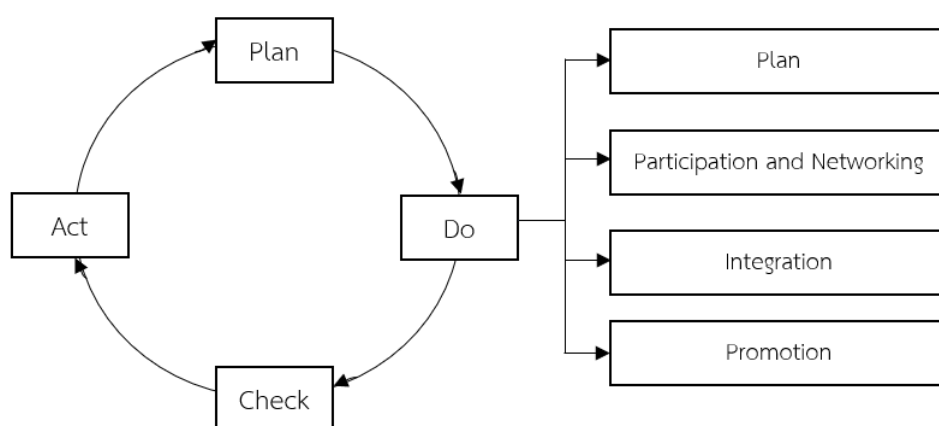 Plan
Do
Check
Act
Plan
Participation and Networking
Integration
Promotion